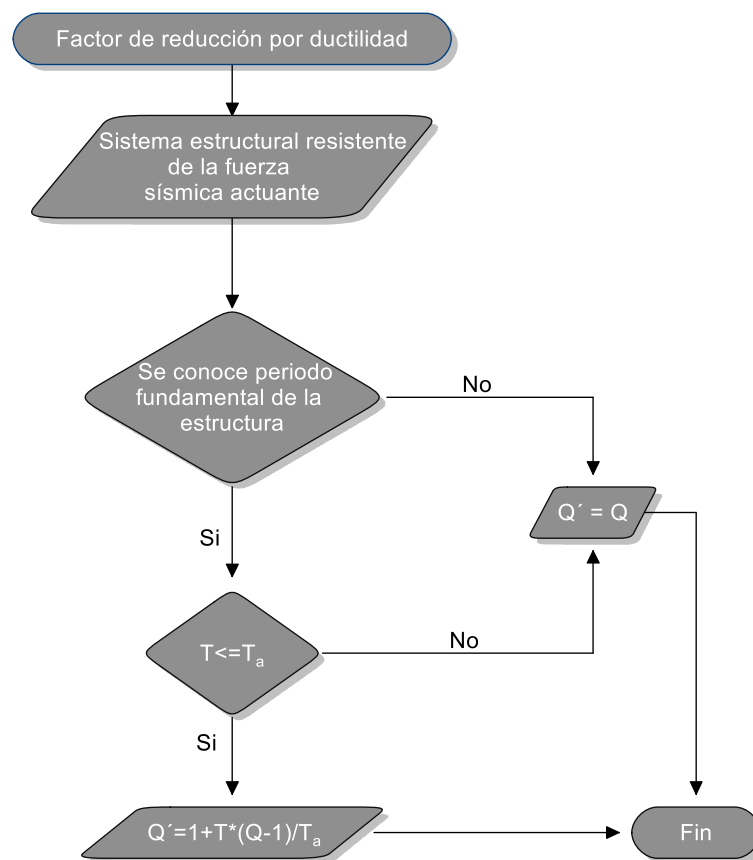 Factor de reducción por ductilidad
Sistema estructural resistente
de la fuerza
sísmica actuante
Se conoce periodo
fundamental de la
estructura
No
Q´ = Q
Si
T<=Ta
No
Si
Q´=1+T*(Q-1)/Ta
Fin